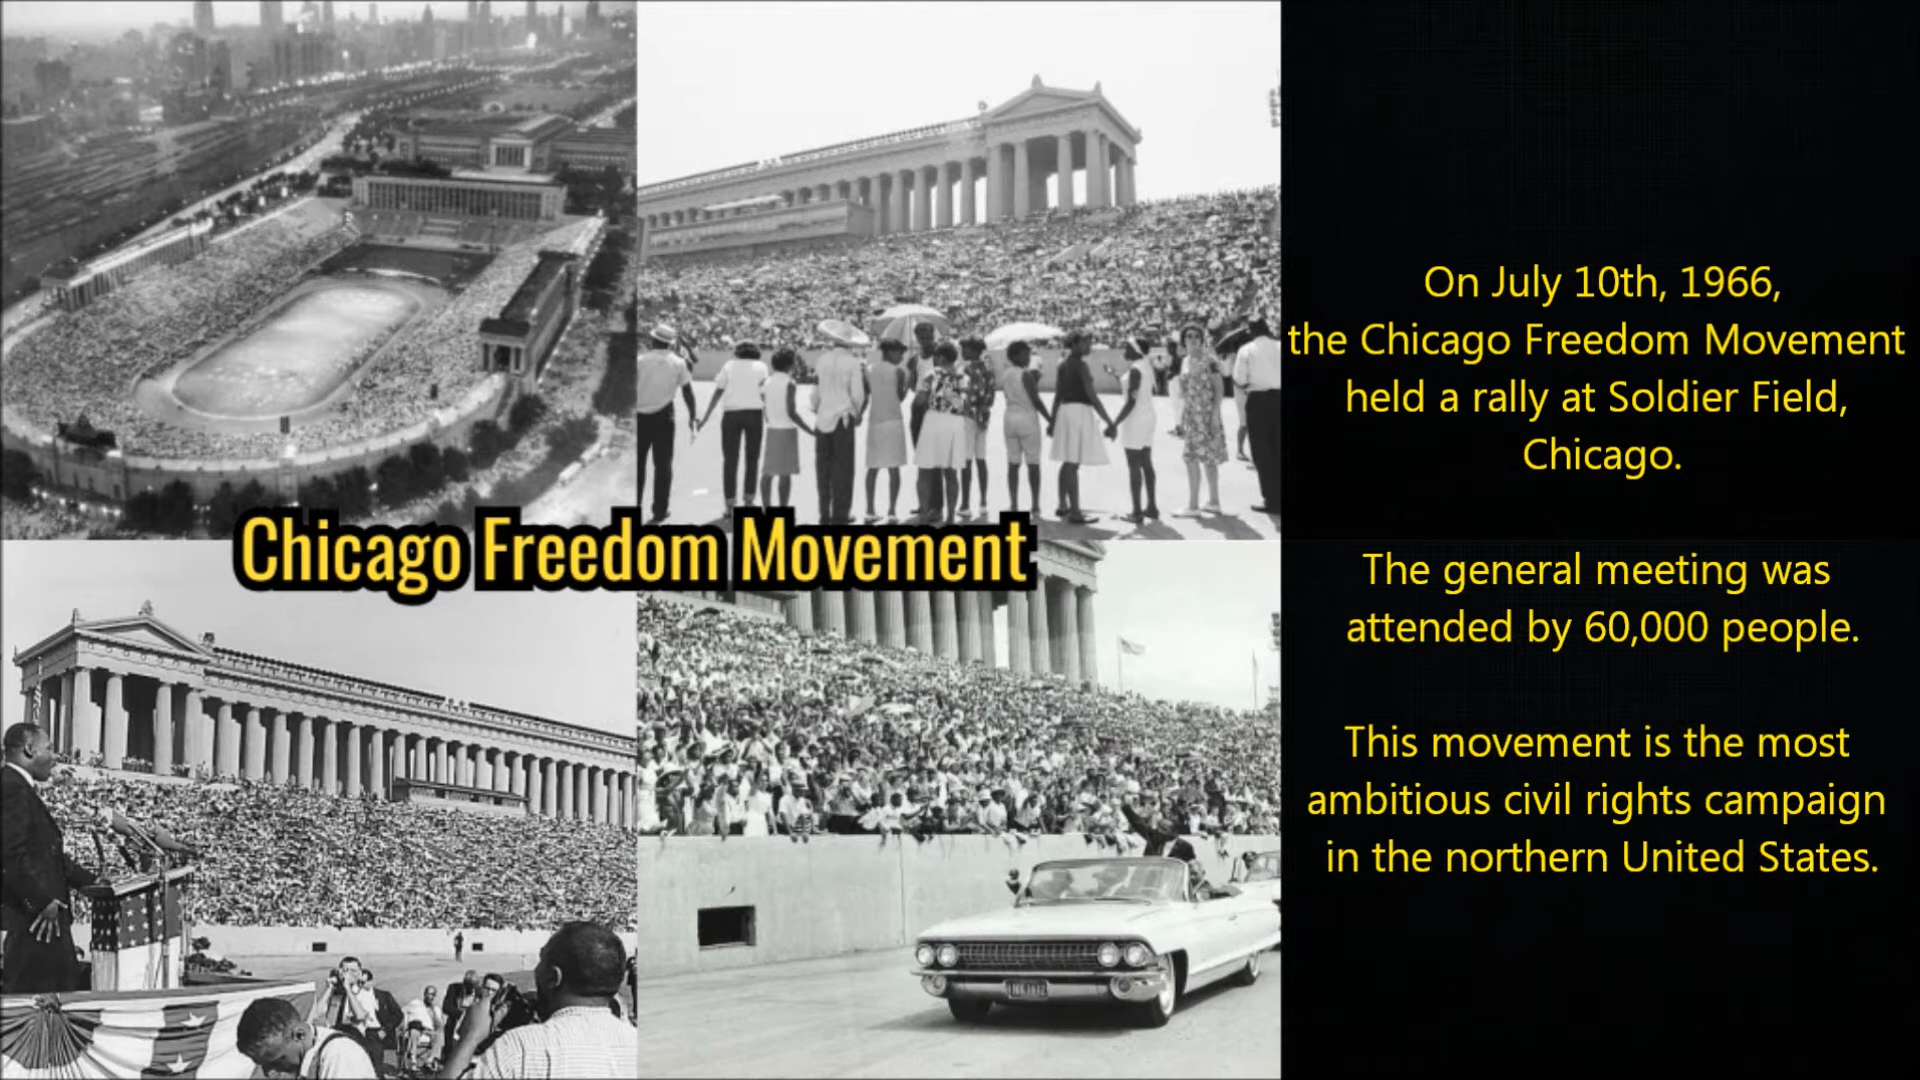 Chicago Freedom Movement
On July 10th, 1966,
the Chicago Freedom Movement
held a rally at Soldier Field,
Chicago.
The general meeting was
attended by 60,000 people.
This movement is the most
ambitious civil rights campaign
in the northern United States.